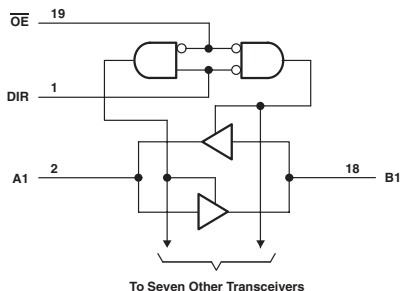 OE 19
DIR 1
A1 2
18 B1
To Seven Other Transceivers